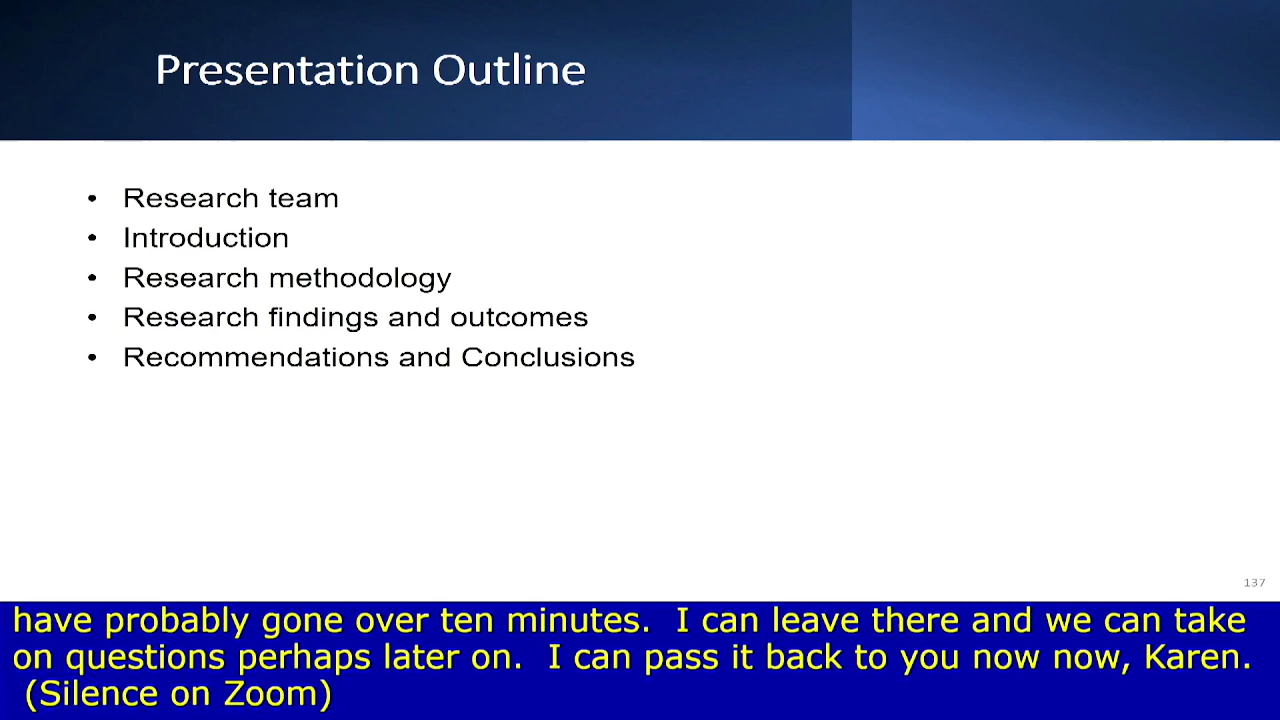 Presentation Outline
• Research team
• Introduction
• Research methodology
• Research findings and outcomes
• Recommendations and Conclusions
137
have probably gone over ten minutes.  I can leave there and we can take
on questions perhaps later on.  I can pass it back to you now now, Karen.
(Silence on Zoom)